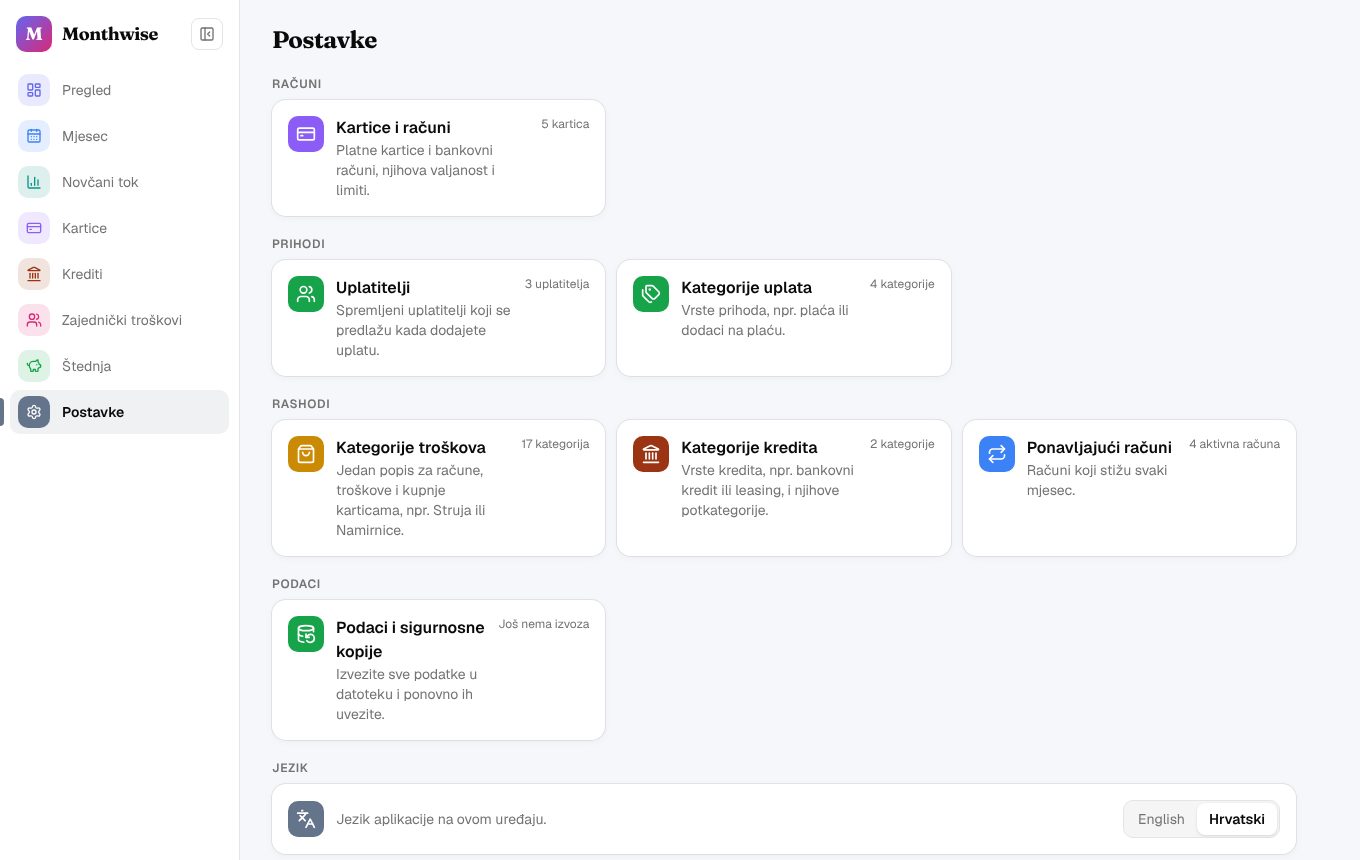 M Monthwise
Pregled
Mjesec
Novčani tok
Kartice
Krediti
Zajednički troškovi
Štednja
Postavke
Postavke
RAČUNI
Kartice i računi
5 kartica
Platne kartice i bankovni
računi, njihova valjanost i
limiti.
PRIHODI
Uplatitelji
3 uplatitelja
Spremljeni uplatitelji koji se
predlažu kada dodajete
uplatu.
Kategorije uplata
4 kategorije
Vrste prihoda, npr. plaća ili
dodaci na plaću.
RASHODI
Kategorije troškova
17 kategorija
Jedan popis za račune,
troškove i kupnje
karticama, npr. Struja ili
Namirnice.
Kategorije kredita
2 kategorije
Vrste kredita, npr. bankovni
kredit ili leasing, i njihove
potkategorije.
Ponavljajući računi
4 aktivna računa
Računi koji stižu svaki
mjesec.
PODACI
Podaci i sigurnosne
kopije
Još nema izvoza
Izvezite sve podatke u
datoteku i ponovno ih
uvezite.
JEZIK
Jezik aplikacije na ovom uređaju.
English
Hrvatski